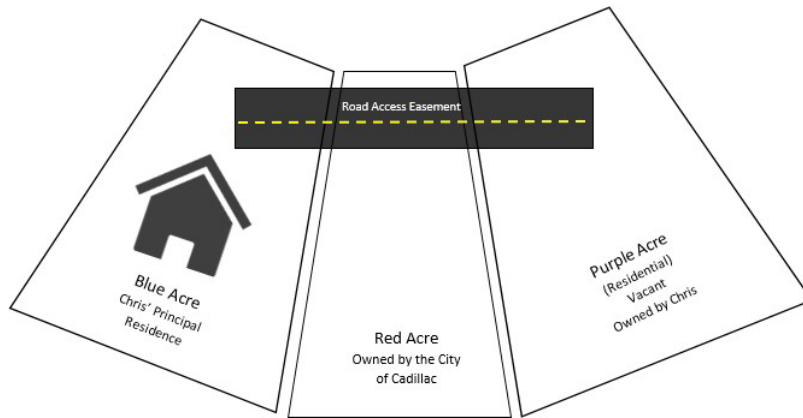 Road Access Easement
Blue Acre
Chris' Principal
Residence
Red Acre
Owned by the City
of Cadillac
Purple Acre
(Residential)
Vacant
Owned by Chris